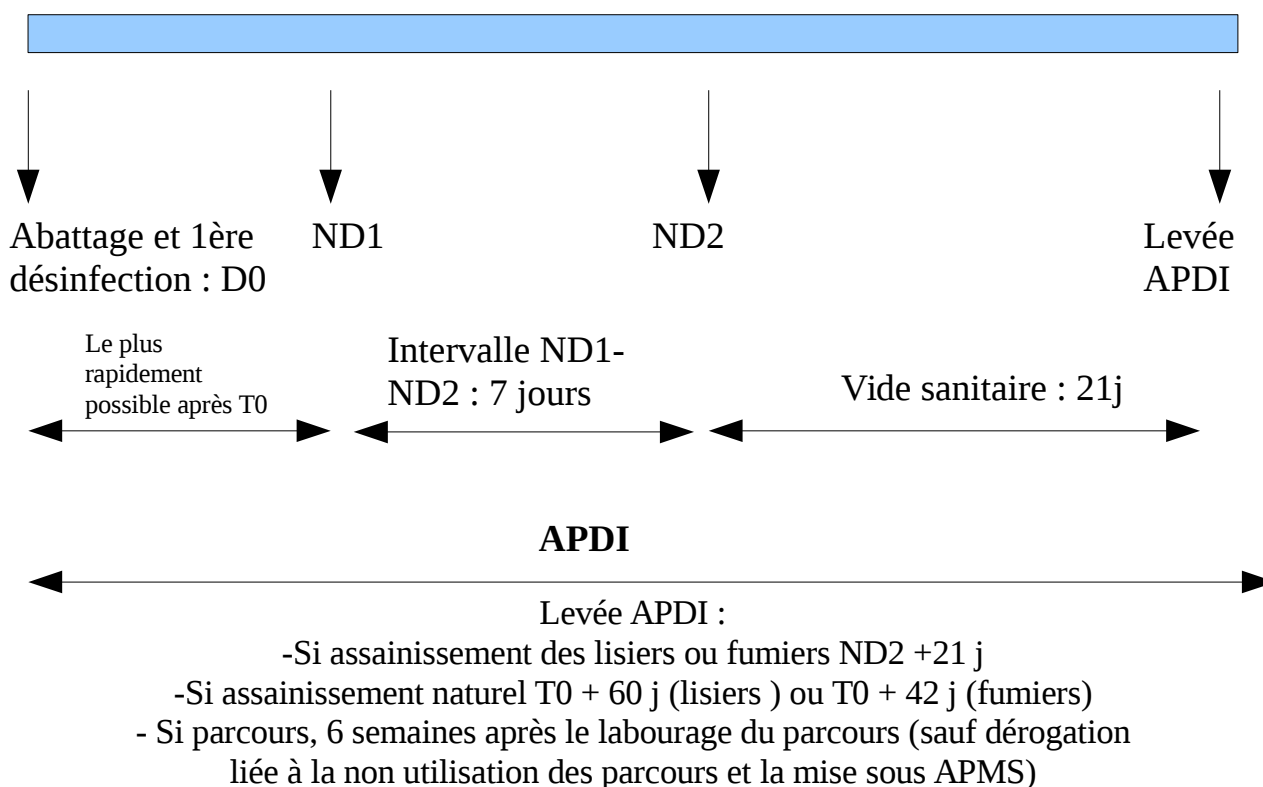 Abattage et 1ère
désinfection : D0
ND1
ND2
Levée
APDI
Le plus
rapidement
possible après T0
Intervalle ND1-
ND2 : 7 jours
Vide sanitaire : 21j
APDI
Levée APDI :
-Si assainissement des lisiers ou fumiers ND2 +21 j
-Si assainissement naturel T0 + 60 j (lisiers ) ou T0 + 42 j (fumiers)
- Si parcours, 6 semaines après le labourage du parcours (sauf dérogation
liée à la non utilisation des parcours et la mise sous APMS)